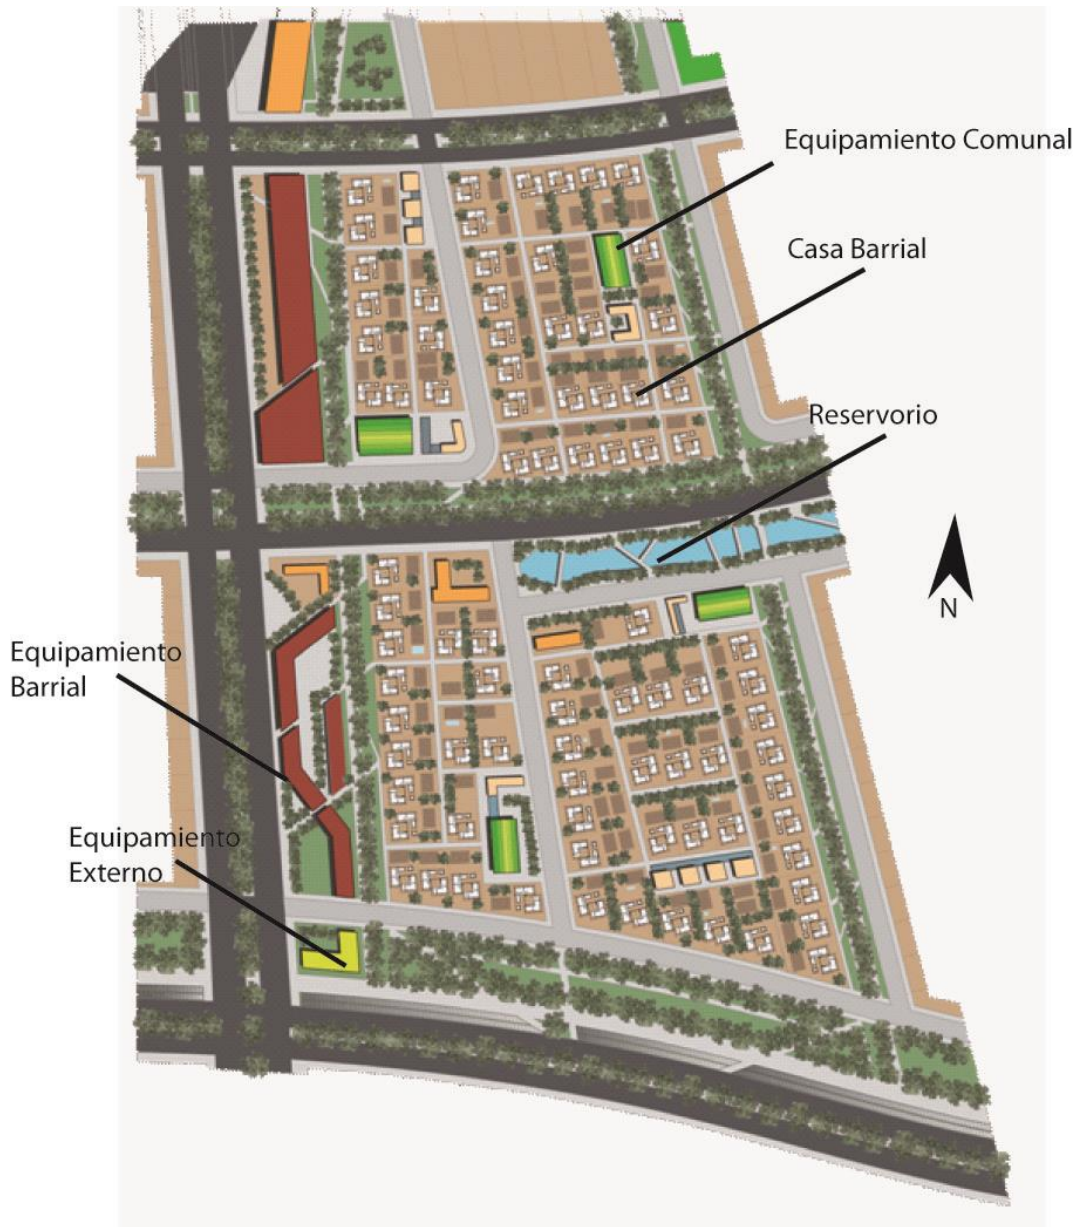 Equipamiento Comunal
Casa Barrial
Reservorio
N
Equipamiento
Barrial
Equipamiento
Externo